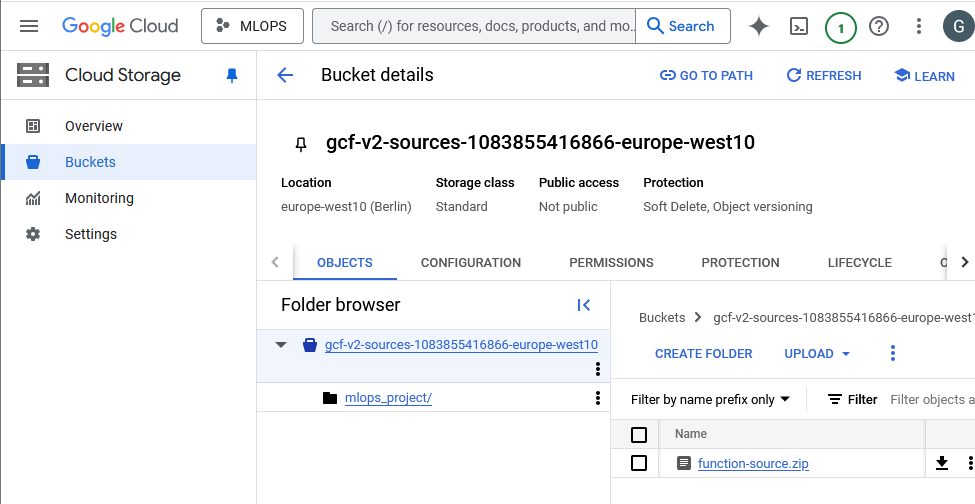 Google Cloud
MLOPS
Search (/) for resources, docs, products, and mo..
Search
1
G
Cloud Storage
Bucket details
GO TO PATH
REFRESH
LEARN
Overview
Buckets
Monitoring
Settings
gcf-v2-sources-1083855416866-europe-west10
Location
Storage class
Public access
Protection
europe-west10 (Berlin)
Standard
Not public
Soft Delete, Object versioning
OBJECTS
CONFIGURATION
PERMISSIONS
PROTECTION
LIFECYCLE
Folder browser
gcf-v2-sources-1083855416866-europe-west10
mlops_project/
Buckets
gcf-v2-sources-1083855416866-europe-west1
CREATE FOLDER
UPLOAD
Filter by name prefix only
Filter
Filter objects a
Name
function-source.zip